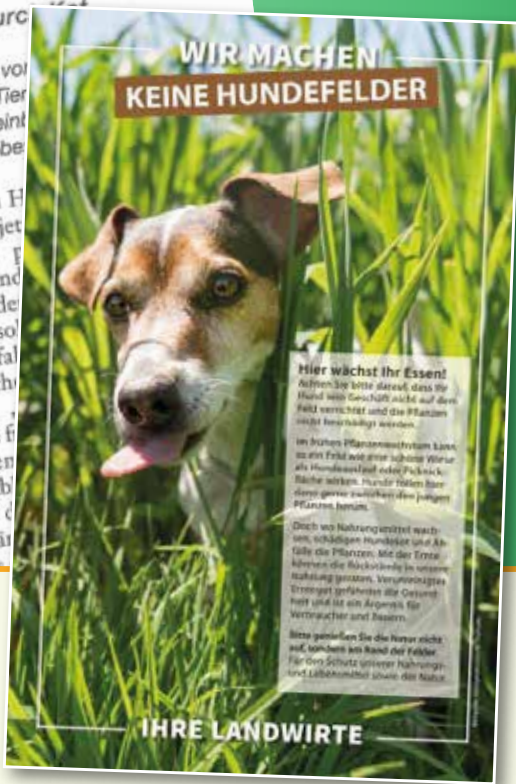 WIR MACHEN
KEINE HUNDEFELDER
Hier wächst Ihr Essen!
Achten Sie bitte darauf, dass Ihr
Hund sein Geschäft nicht auf dem
Feld verrichtet und die Pflanzen
nicht beschädigt werden.
Im frühen Pflanzenwachstum kann
so ein Feld wie eine schöne Wiese
als Hundeauslauf oder Picknick-
fläche wirken. Hunde tollen hier
dann gerne zwischen den jungen
Pflanzen herum.
Doch wo Nahrungsmittel wach-
sen, schädigen Hundekot und Ab-
fälle die Pflanzen. Mit der Ernte
können die Rückstände in unsere
Nahrung geraten. Verunreinigtes
Erntegut gefährdet die Gesund-
heit und ist ein Ärgernis für
Verbraucher und Bauern.
Bitte genießen Sie die Natur nicht
auf, sondern am Rand der Felder.
Für den Schutz unserer Nahrungs-
und Lebensmittel sowie der Natur.
IHRE LANDWIRTE